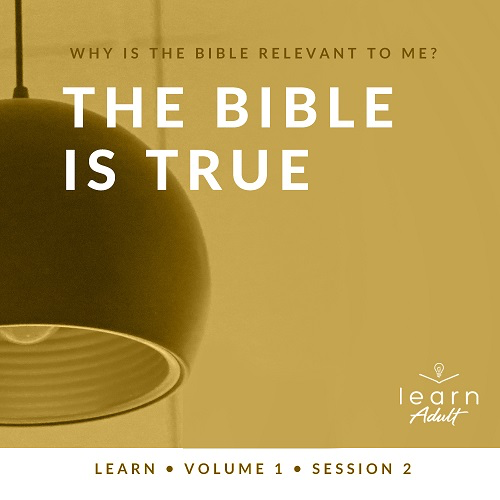 WHY IS THE BIBLE RELEVANT TO ME?
THE BIBLE
IS TRUE
learn
Adult
LEARN • VOLUME 1 • SESSION 2